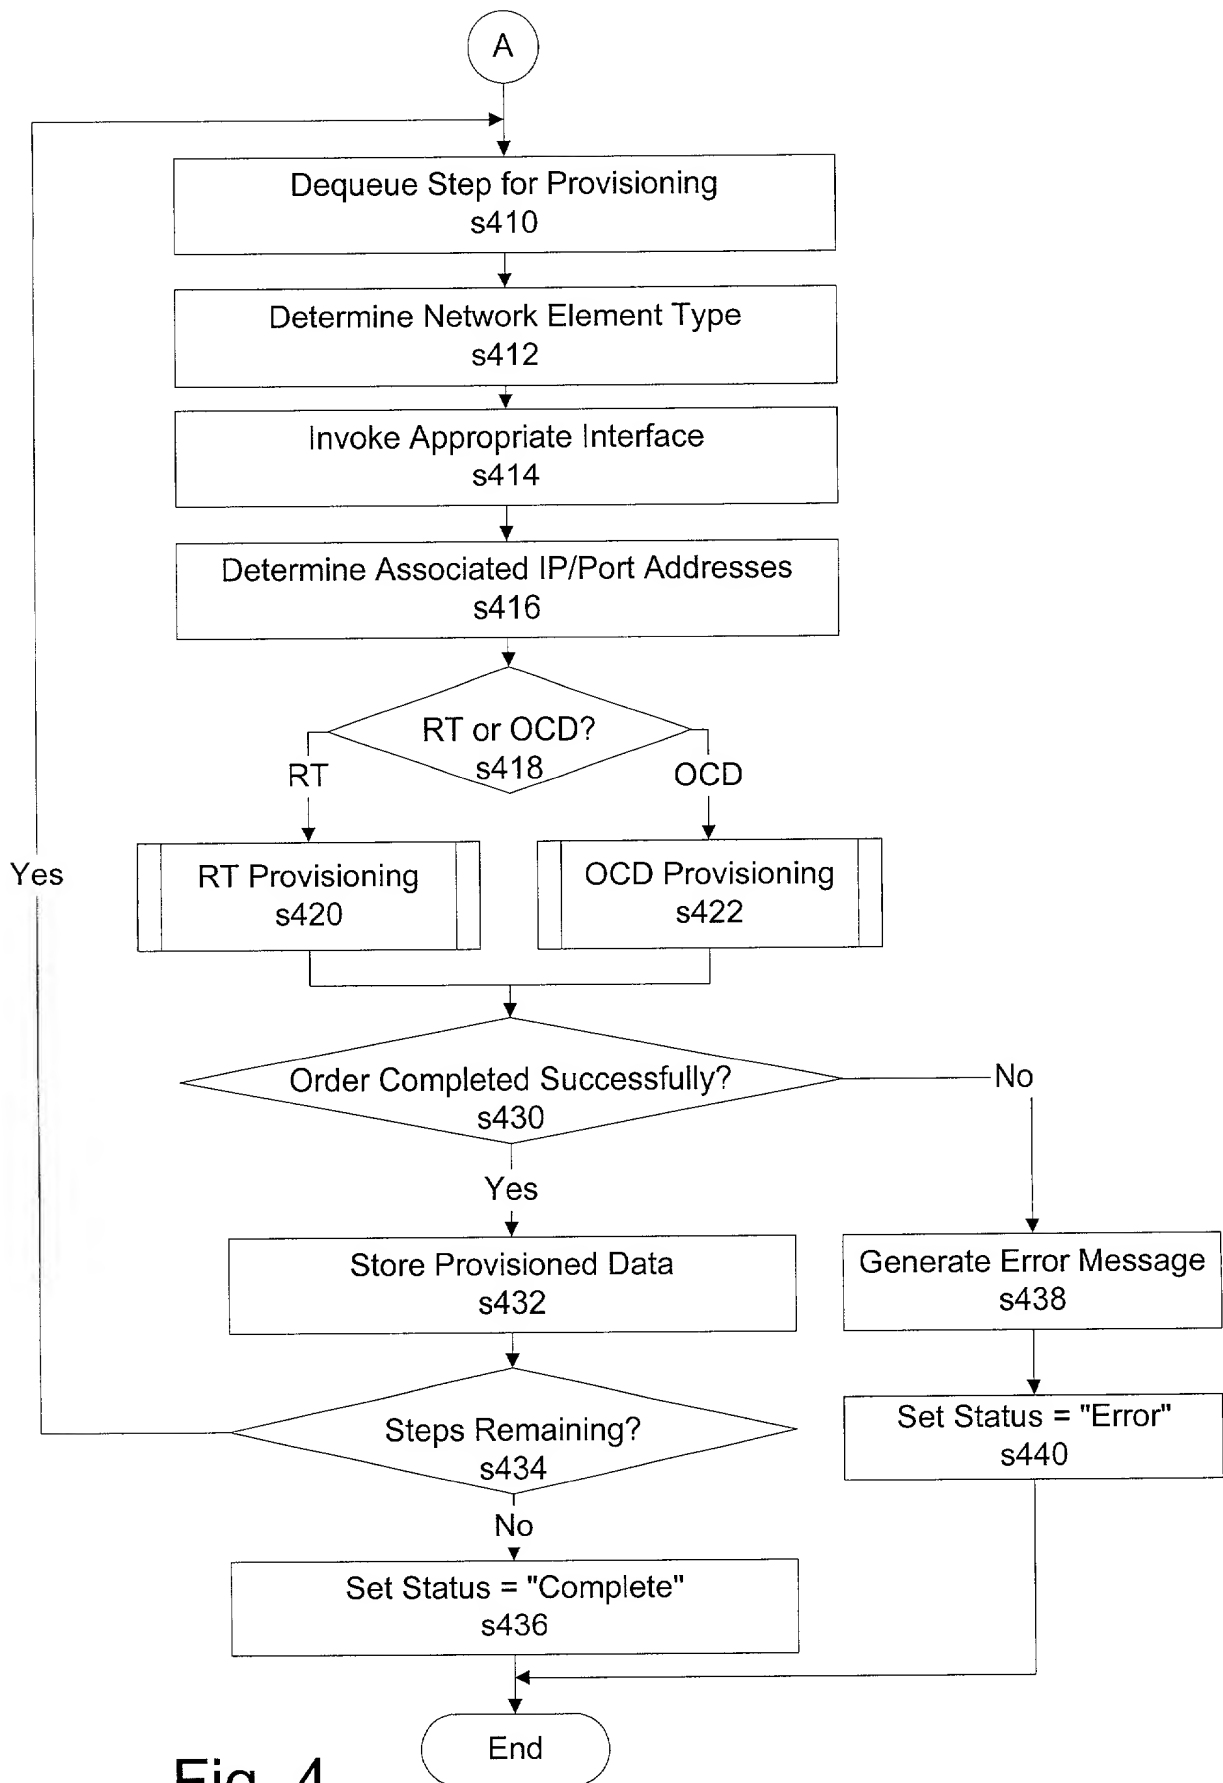 A
Dequeue Step for Provisioning
s410
Determine Network Element Type
s412
Invoke Appropriate Interface
s414
Determine Associated IP/Port Addresses
s416
RT or OCD?
s418
RT
OCD
Yes
RT Provisioning
s420
OCD Provisioning
s422
Order Completed Successfully?
s430
No
Yes
Store Provisioned Data
s432
Generate Error Message
s438
Steps Remaining?
s434
Set Status = "Error"
s440
No
Set Status = "Complete"
s436
End
Fig. 4